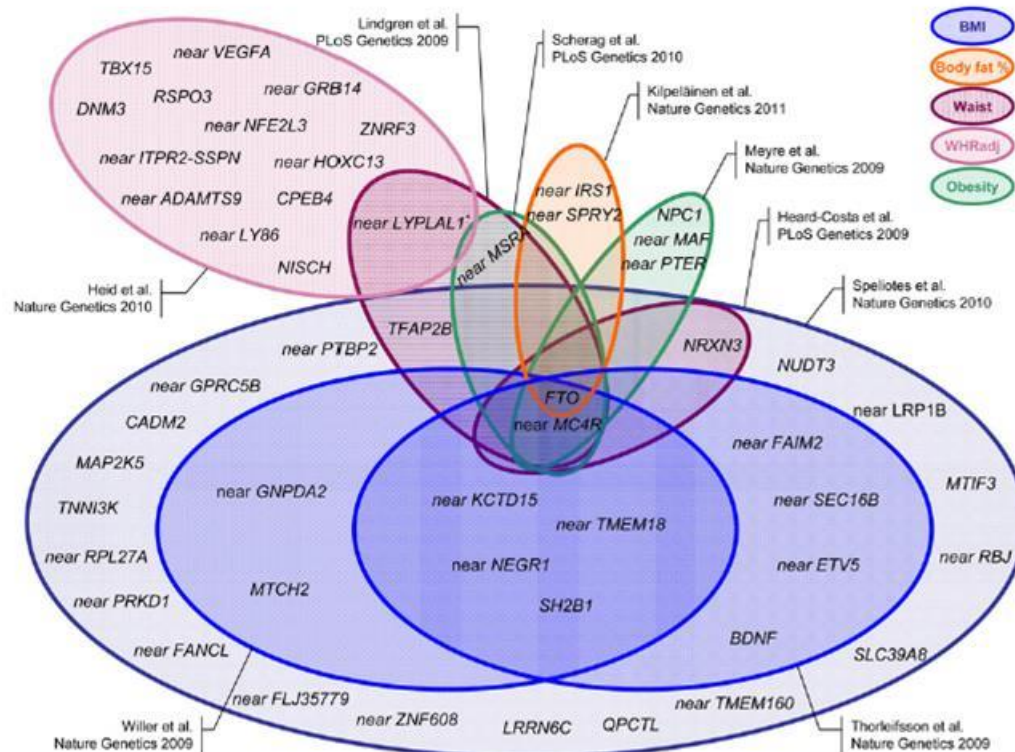 Lindgren et al.
PLoS Genetics 2009
Scherag et al.
PLoS Genetics 2010
Kilpeläinen et al.
Nature Genetics 2011
Meyre et al.
Nature Genetics 2009
Heard-Costa et al.
PLoS Genetics 2009
Speliotes et al.
Nature Genetics 2010
BMI
Body fat %
Waist
WHRadj
Obesity
near VEGFA
TBX15
RSPO3
near GRB14
DNM3
near NFE2L3
ZNRF3
near ITPR2-SSPN
near HOXC13
near ADAMTS9
CPEB4
near LYPLAL1*
near LY86
NISCH
Heid et al.
Nature Genetics 2010
near MSRA
near IRS1
near SPRY2
NPC1
near MAF
near PTER
TFAP2B
near PTBP2
NRXN3
NUDT3
near GPRC5B
CADM2
FTO
near MC4R
near LRP1B
near FAIM2
MAP2K5
near GNPDA2
near KCTD15
near SEC16B
MTIF3
TNNI3K
near TMEM18
near RPL27A
near NEGR1
near ETV5
near RBJ
MTCH2
SH2B1
near PRKD1
BDNF
near FANCL
SLC39A8
near FLJ35779
near TMEM160
near ZNF608
LRRN6C
QPCTL
Willer et al.
Nature Genetics 2009
Thorleifsson et al.
Nature Genetics 2009